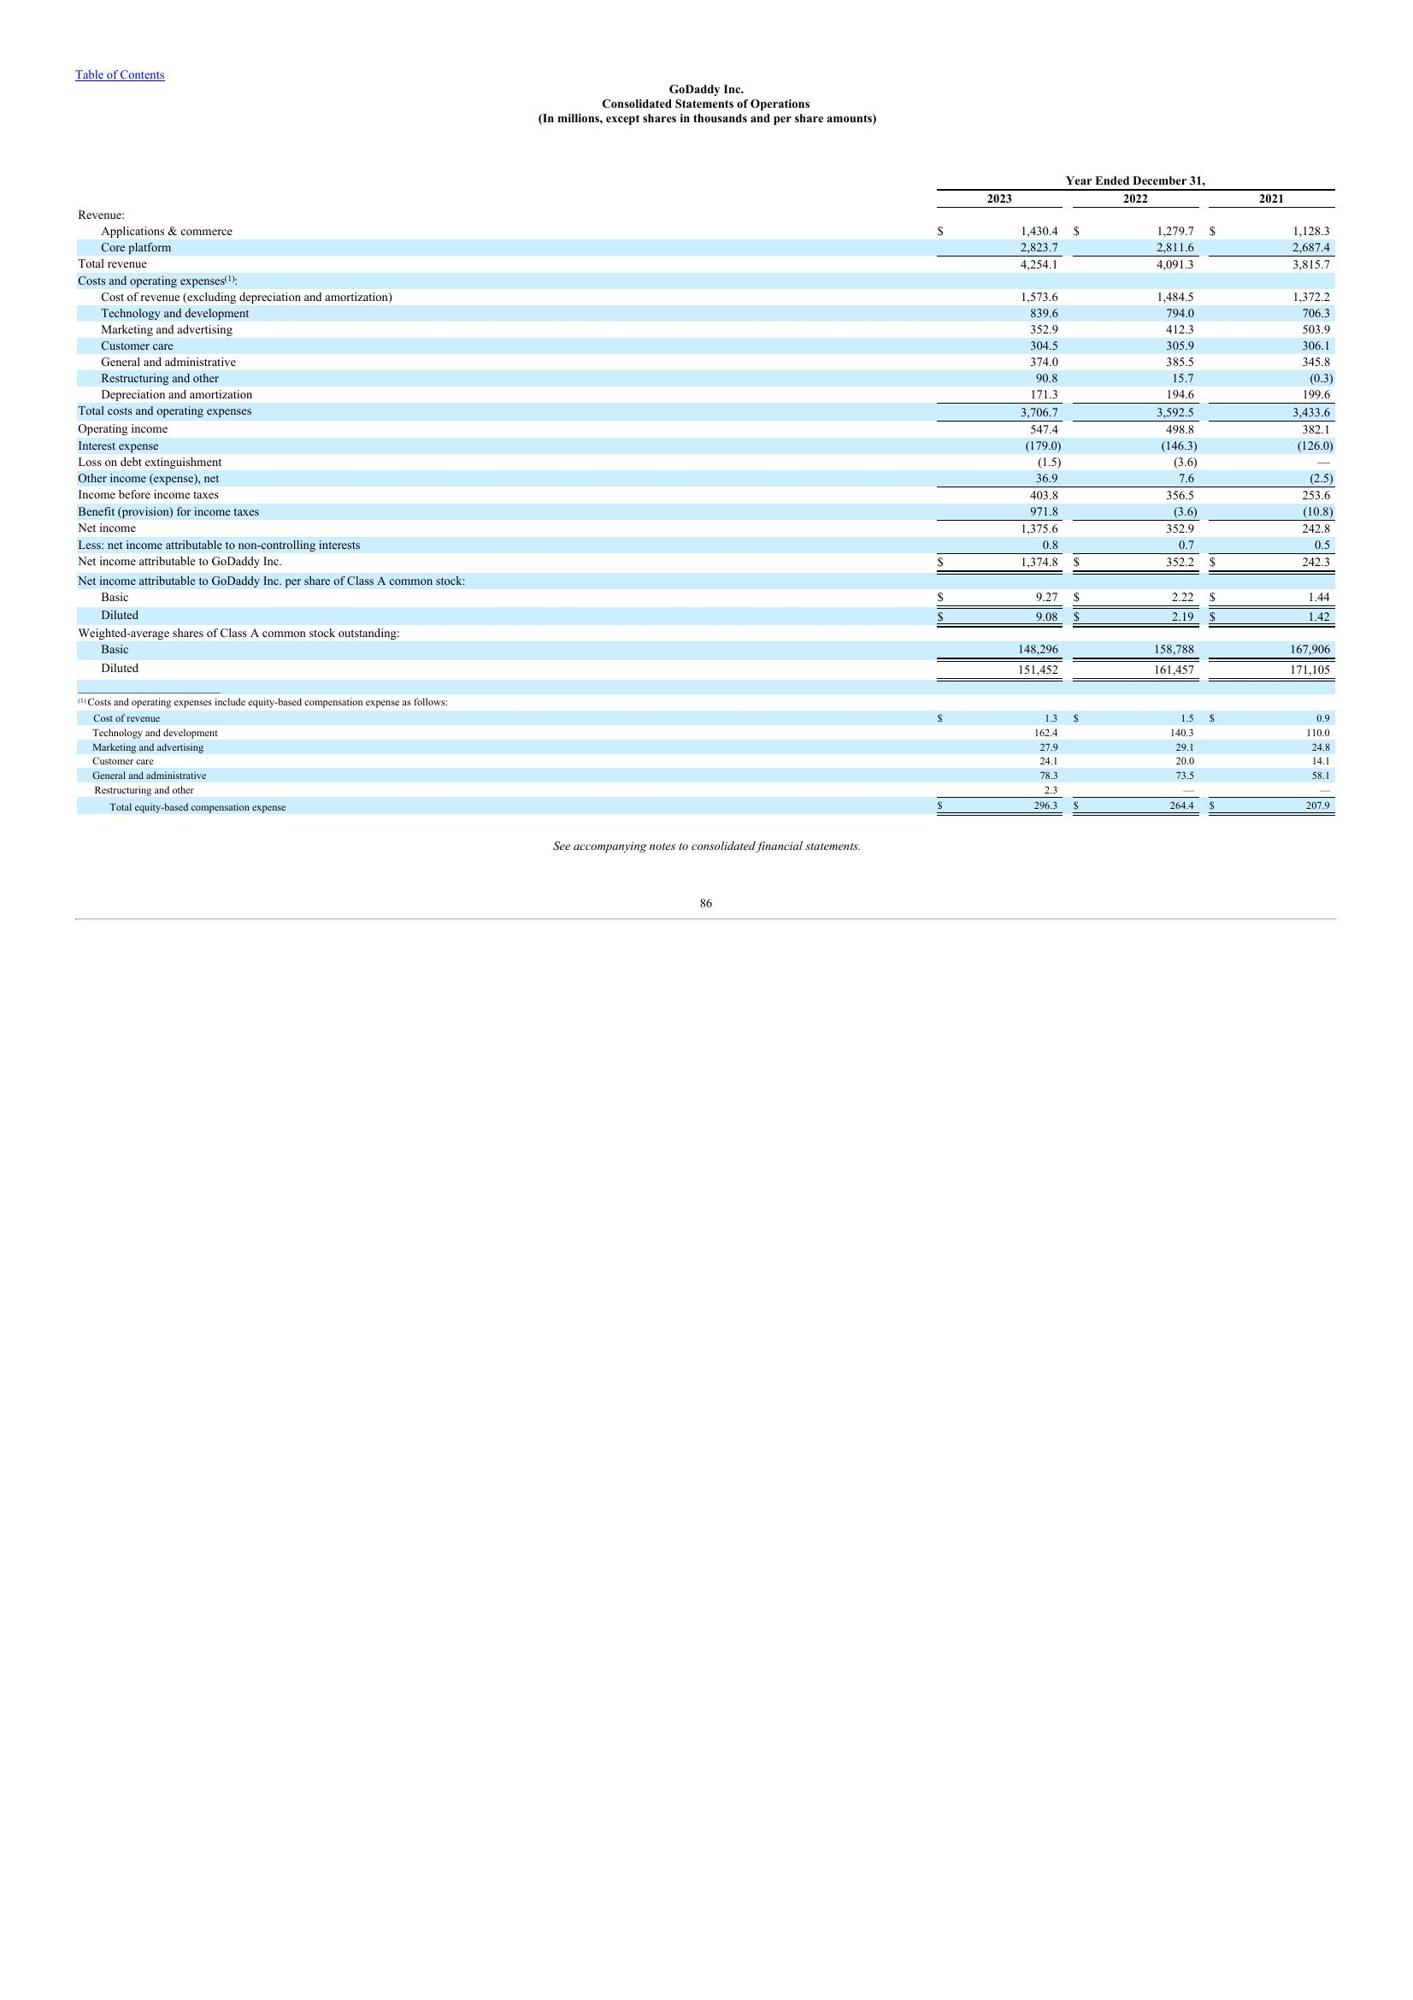 Table of Contents
GoDaddy Inc.
Consolidated Statements of Operations
(In millions, except shares in thousands and per share amounts)
Year Ended December 31,
2023 2022 2021
Revenue:
Applications & commerce $ 1,430.4 $ 1,279.7 $ 1,128.3
Core platform 2,823.7 2,811.6 2,687.4
Total revenue 4,254.1 4,091.3 3,815.7
Costs and operating expenses(1):
Cost of revenue (excluding depreciation and amortization) 1,573.6 1,484.5 1,372.2
Technology and development 839.6 794.0 706.3
Marketing and advertising 352.9 412.3 503.9
Customer care 304.5 305.9 306.1
General and administrative 374.0 385.5 345.8
Restructuring and other 90.8 15.7 (0.3)
Depreciation and amortization 171.3 194.6 199.6
Total costs and operating expenses 3,706.7 3,592.5 3,433.6
Operating income 547.4 498.8 382.1
Interest expense (179.0) (146.3) (126.0)
Loss on debt extinguishment (1.5) (3.6) —
Other income (expense), net 36.9 7.6 (2.5)
Income before income taxes 403.8 356.5 253.6
Benefit (provision) for income taxes 971.8 (3.6) (10.8)
Net income 1,375.6 352.9 242.8
Less: net income attributable to non-controlling interests 0.8 0.7 0.5
Net income attributable to GoDaddy Inc. $ 1,374.8 $ 352.2 $ 242.3
Net income attributable to GoDaddy Inc. per share of Class A common stock:
Basic $ 9.27 $ 2.22 $ 1.44
Diluted $ 9.08 $ 2.19 $ 1.42
Weighted-average shares of Class A common stock outstanding:
Basic 148,296 158,788 167,906
Diluted 151,452 161,457 171,105
(1) Costs and operating expenses include equity-based compensation expense as follows:
Cost of revenue $ 1.3 $ 1.5 $ 0.9
Technology and development 162.4 140.3 110.0
Marketing and advertising 27.9 29.1 24.8
Customer care 24.1 20.0 14.1
General and administrative 78.3 73.5 58.1
Restructuring and other 2.3 — —
Total equity-based compensation expense $ 296.3 $ 264.4 $ 207.9
See accompanying notes to consolidated financial statements.
86